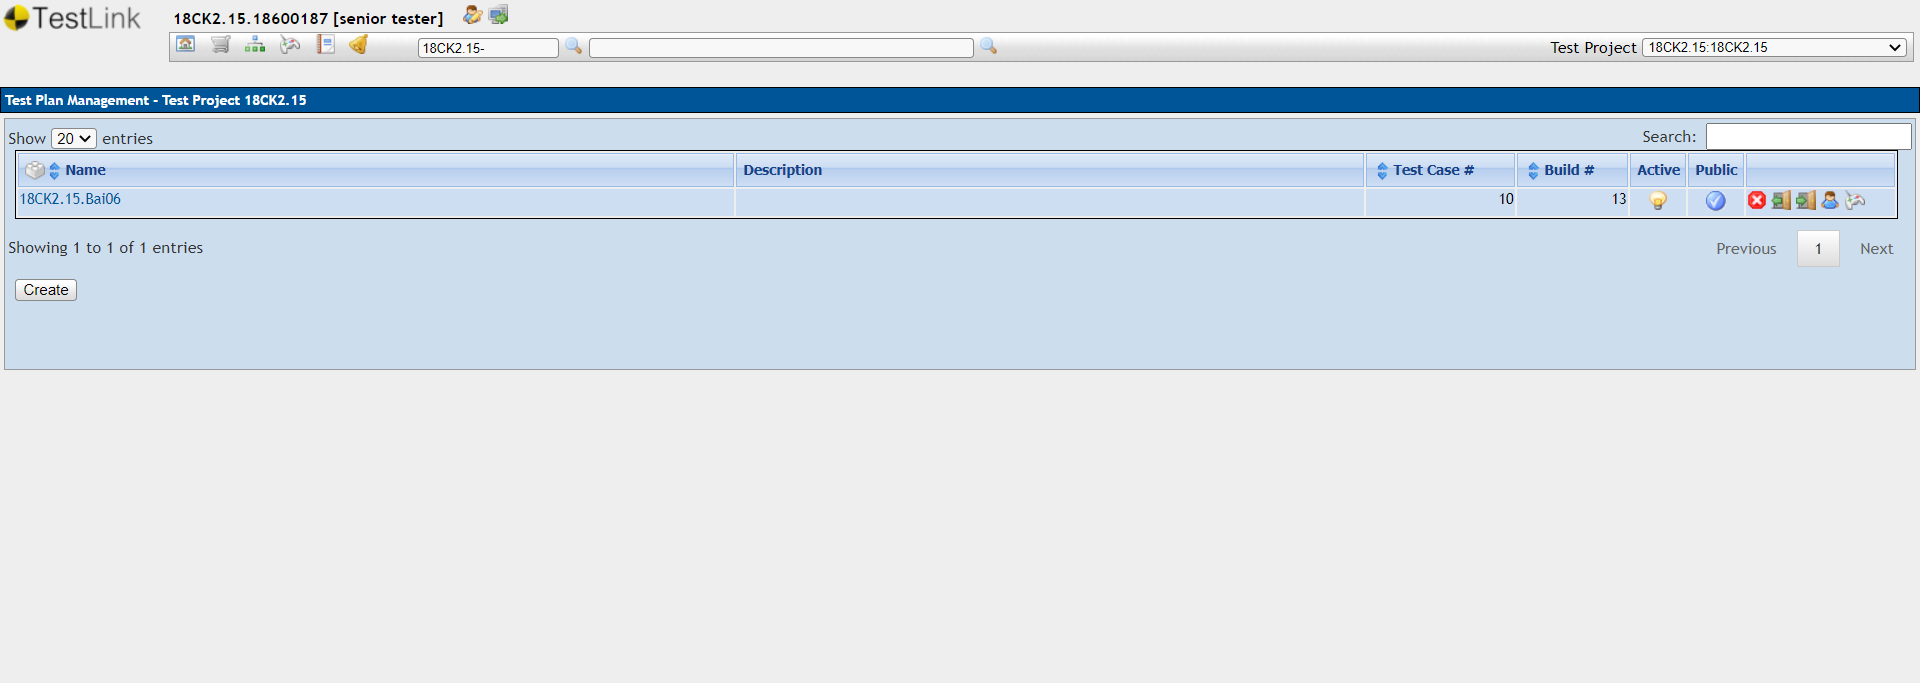 TestLink
18CK2.15.18600187 [senior tester]
18CK2.15-
Test Project 18CK2.15:18CK2.15
Test Plan Management - Test Project 18CK2.15
Show 20 entries
Search:
Name Description Test Case # Build # Active Public
18CK2.15.Bai06 10 13
Showing 1 to 1 of 1 entries
Previous 1 Next
Create